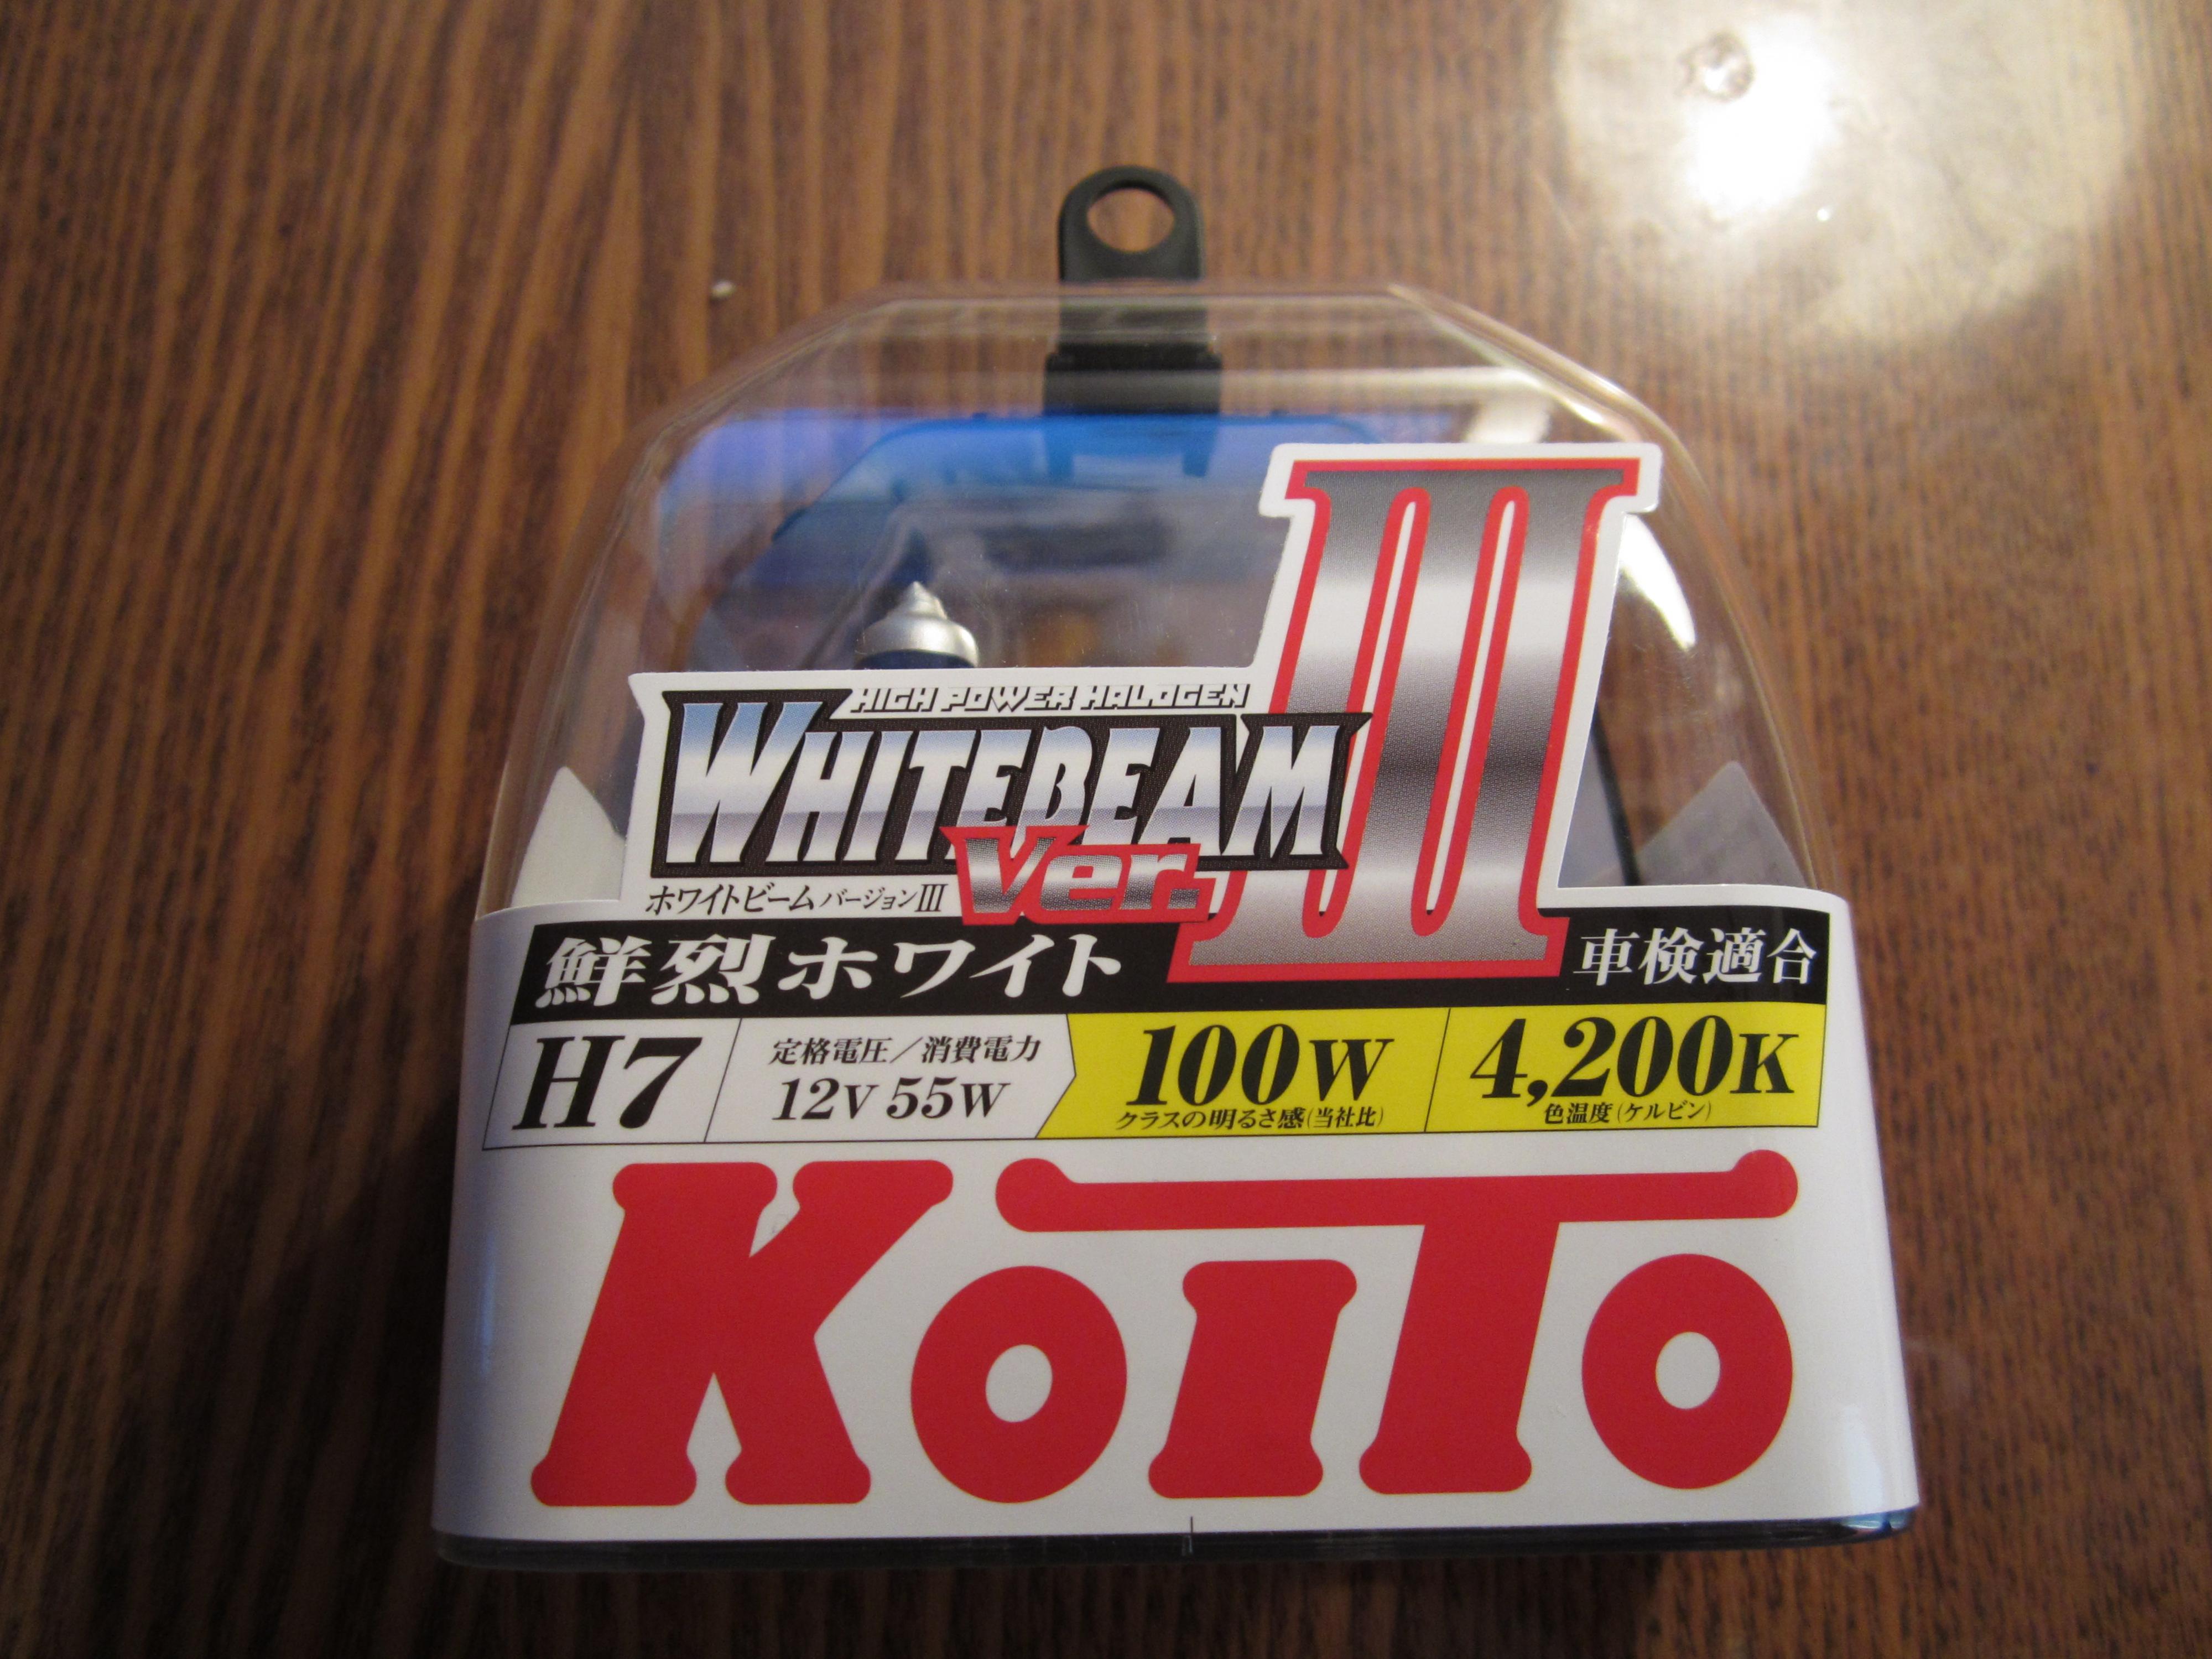 HIGH POWER HALOGEN
WHITEBEAM
Ver. III
ホワイトビーム バージョンIII
鮮烈ホワイト
車検適合
H7
定格電圧／消費電力
12V 55W
100W
クラスの明るさ感(当社比)
4,200K
色温度(ケルビン)
KOITO